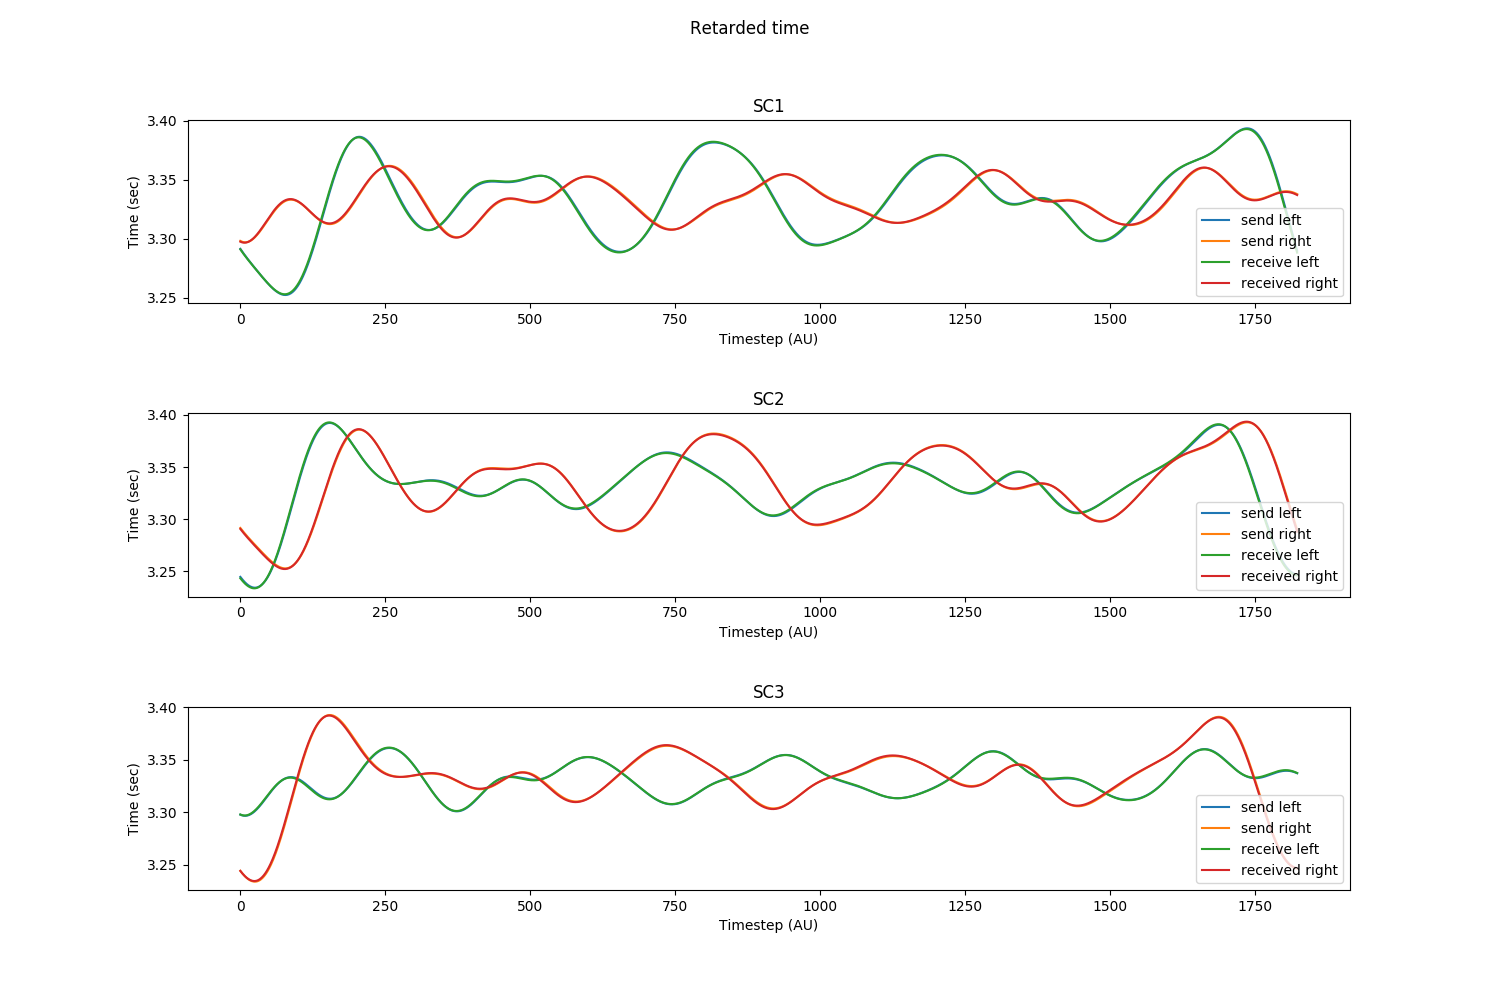 Retarded time
SC1
3.40
3.35
3.30
3.25
Time (sec)
send left
send right
receive left
received right
0 250 500 750 1000 1250 1500 1750
Timestep (AU)
SC2
3.40
3.35
3.30
3.25
Time (sec)
send left
send right
receive left
received right
0 250 500 750 1000 1250 1500 1750
Timestep (AU)
SC3
3.40
3.35
3.30
3.25
Time (sec)
send left
send right
receive left
received right
0 250 500 750 1000 1250 1500 1750
Timestep (AU)